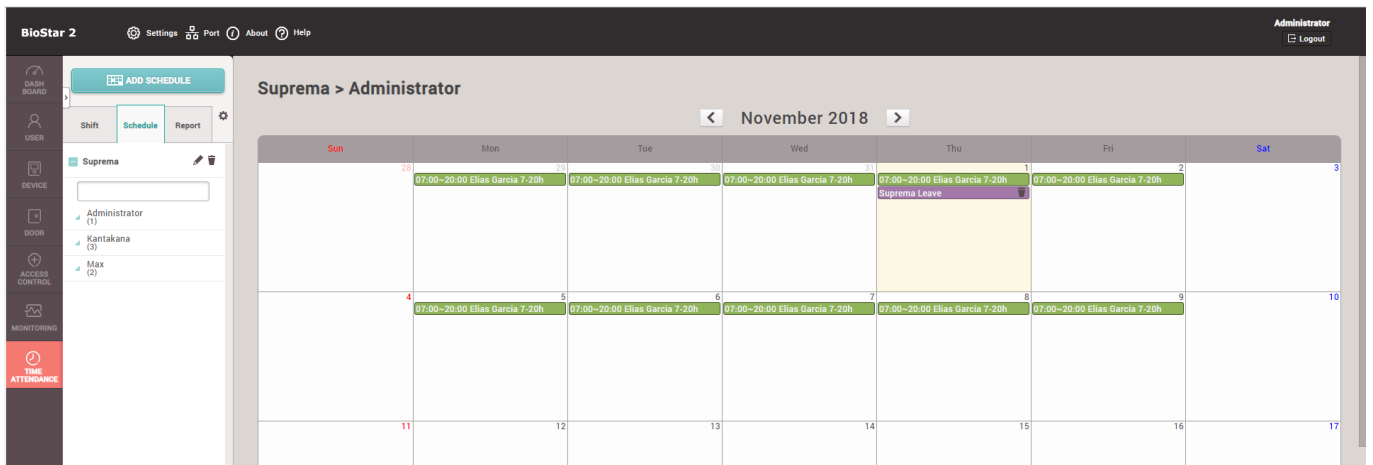 BioStar 2
Settings Port About Help
Administrator
Logout
DASH
BOARD
USER
DEVICE
DOOR
ACCESS
CONTROL
MONITORING
TIME
ATTENDANCE
ADD SCHEDULE
Shift Schedule Report
Suprema
Administrator
(1)
Kantakana
(3)
Max
(2)
Suprema > Administrator
November 2018
Sun Mon Tue Wed Thu Fri Sat
28 29 30 31 1 2 3
07:00~20:00 Elias Garcia 7-20h 07:00~20:00 Elias Garcia 7-20h 07:00~20:00 Elias Garcia 7-20h 07:00~20:00 Elias Garcia 7-20h 07:00~20:00 Elias Garcia 7-20h
Suprema Leave
4 5 6 7 8 9 10
07:00~20:00 Elias Garcia 7-20h 07:00~20:00 Elias Garcia 7-20h 07:00~20:00 Elias Garcia 7-20h 07:00~20:00 Elias Garcia 7-20h 07:00~20:00 Elias Garcia 7-20h
11 12 13 14 15 16 17